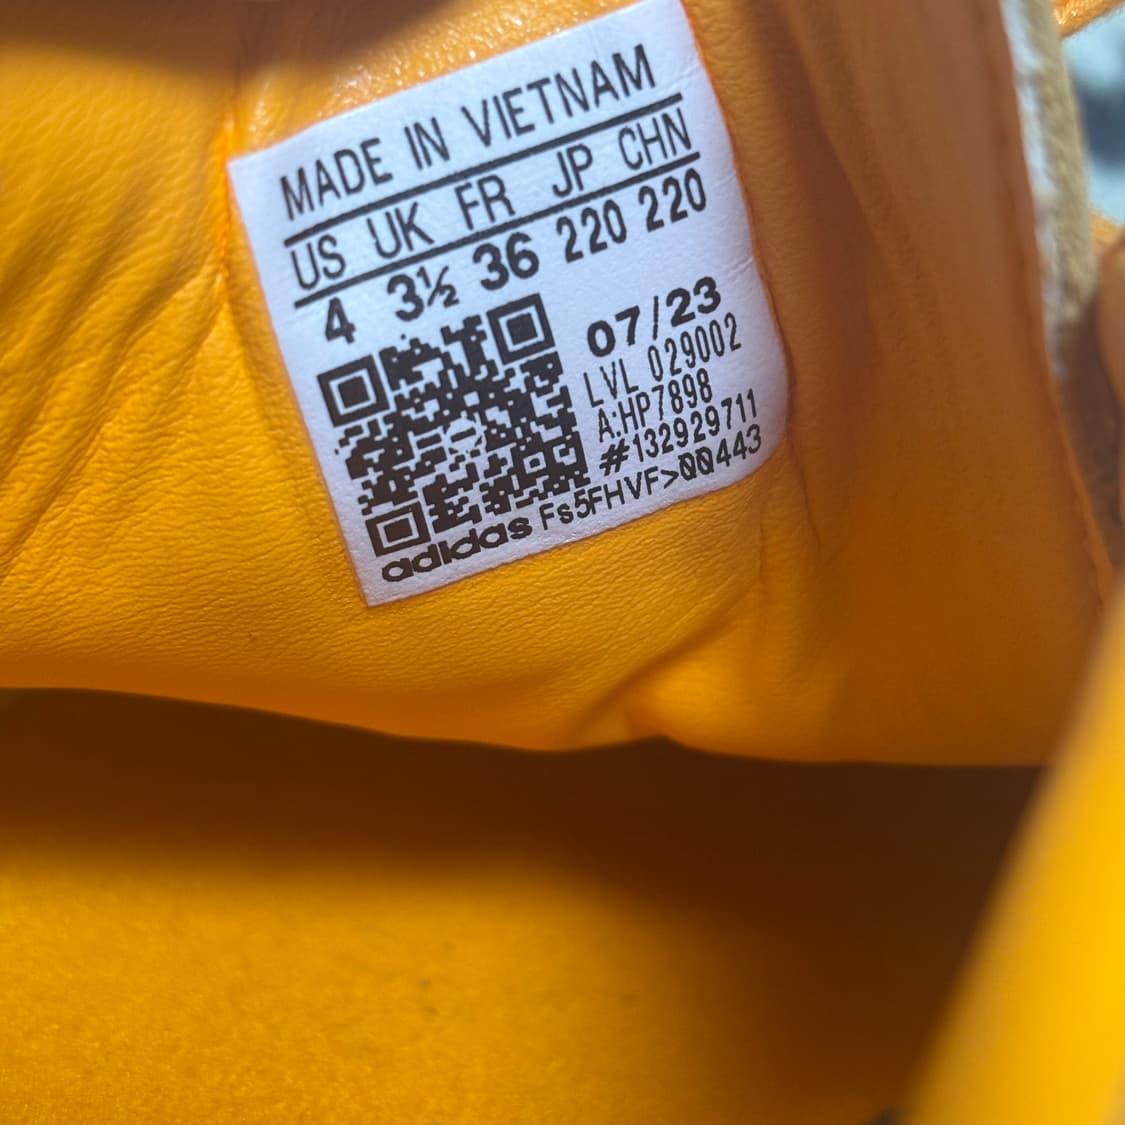 MADE IN VIETNAM
US UK FR JP CHN
4 3½ 36 220 220
07/23
LVL 029002
A:HP7898
#132929711
adidas Fs5FHVF>00443